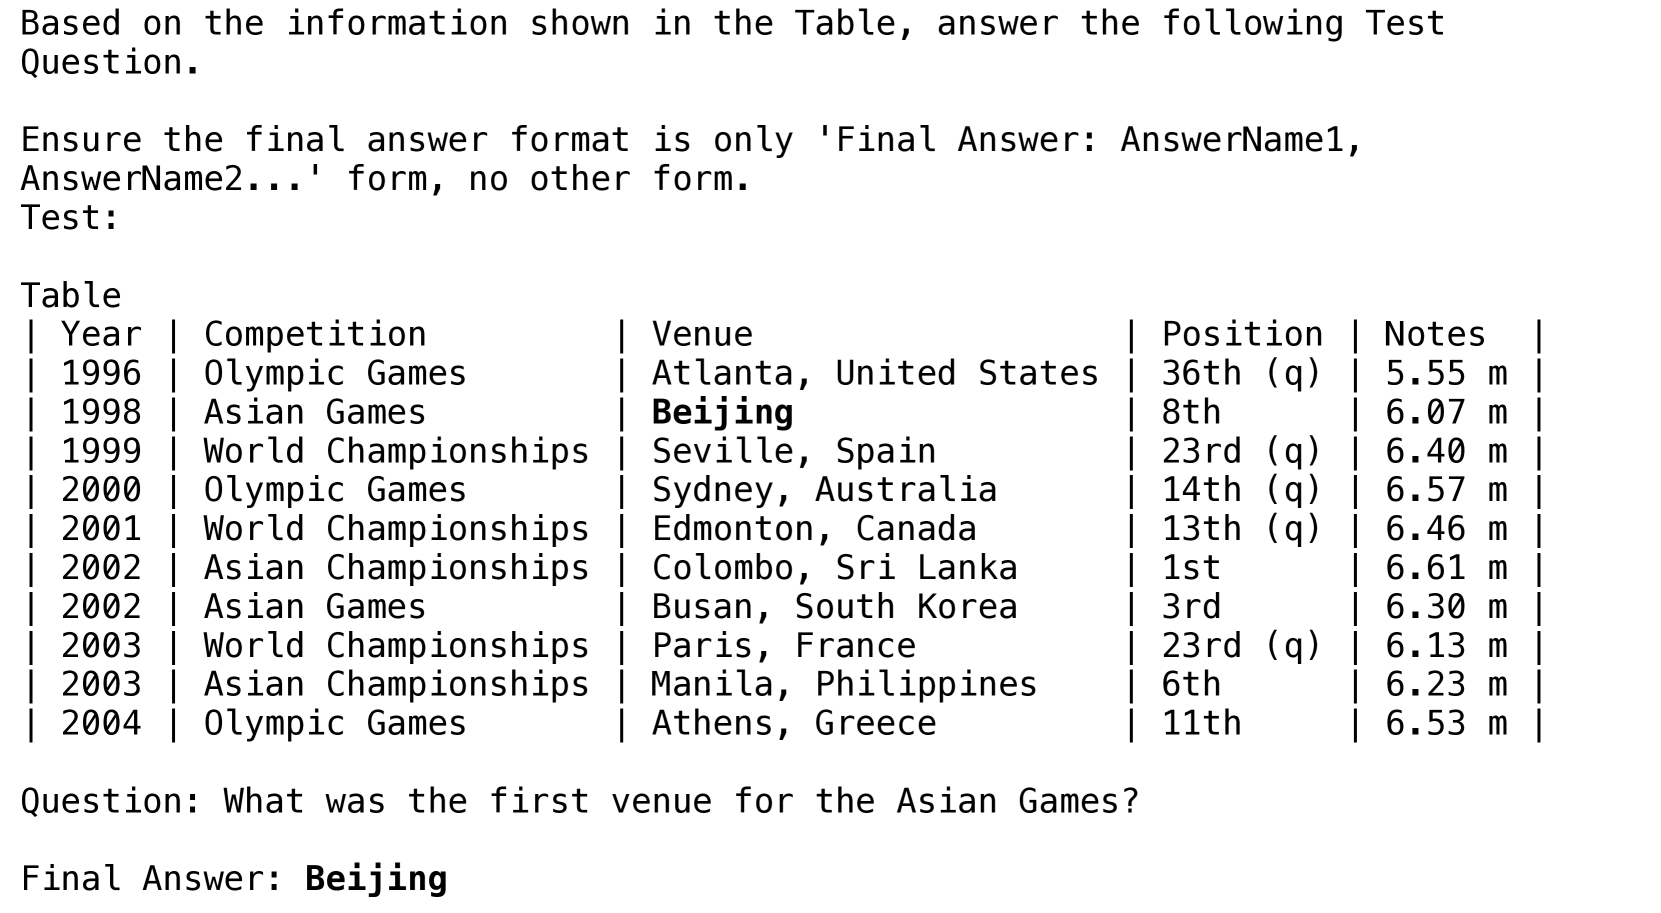 Based on the information shown in the Table, answer the following Test
Question.

Ensure the final answer format is only 'Final Answer: AnswerName1,
AnswerName2...' form, no other form.
Test:

Table
| Year | Competition         | Venue                  | Position | Notes  |
| 1996 | Olympic Games       | Atlanta, United States | 36th (q) | 5.55 m |
| 1998 | Asian Games         | Beijing                | 8th      | 6.07 m |
| 1999 | World Championships | Seville, Spain         | 23rd (q) | 6.40 m |
| 2000 | Olympic Games       | Sydney, Australia      | 14th (q) | 6.57 m |
| 2001 | World Championships | Edmonton, Canada       | 13th (q) | 6.46 m |
| 2002 | Asian Championships | Colombo, Sri Lanka     | 1st      | 6.61 m |
| 2002 | Asian Games         | Busan, South Korea     | 3rd      | 6.30 m |
| 2003 | World Championships | Paris, France          | 23rd (q) | 6.13 m |
| 2003 | Asian Championships | Manila, Philippines    | 6th      | 6.23 m |
| 2004 | Olympic Games       | Athens, Greece         | 11th     | 6.53 m |

Question: What was the first venue for the Asian Games?

Final Answer: Beijing